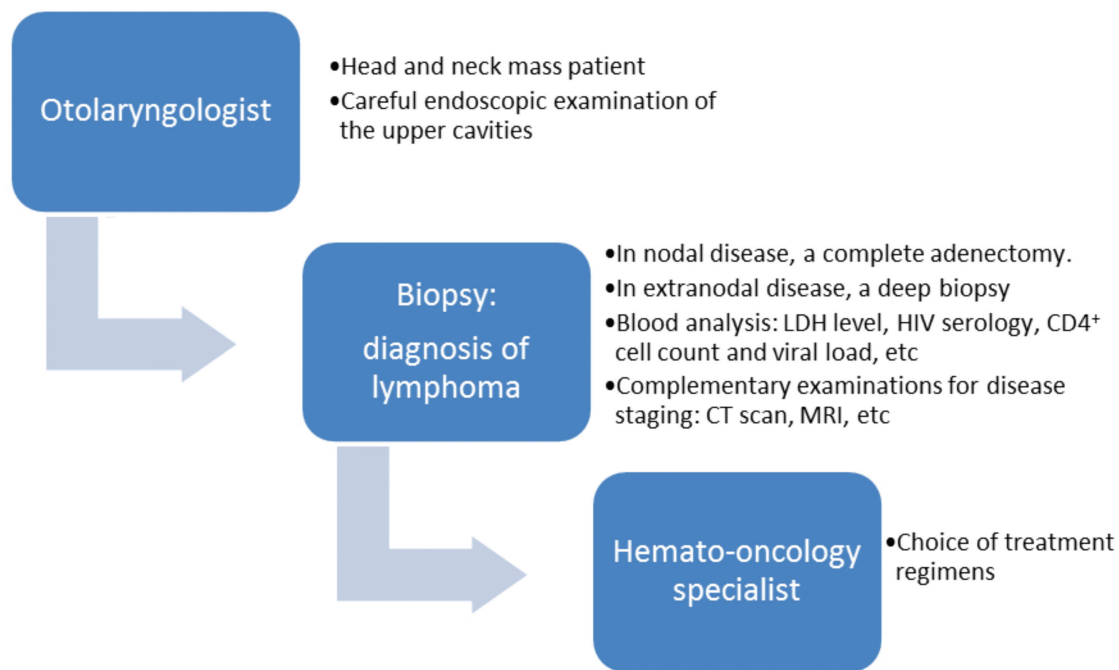 Otolaryngologist
•Head and neck mass patient
•Careful endoscopic examination of
the upper cavities
Biopsy:
diagnosis of
lymphoma
•In nodal disease, a complete adenectomy.
•In extranodal disease, a deep biopsy
•Blood analysis: LDH level, HIV serology, CD4⁺
cell count and viral load, etc
•Complementary examinations for disease
staging: CT scan, MRI, etc
Hemato-oncology
specialist
•Choice of treatment
regimens